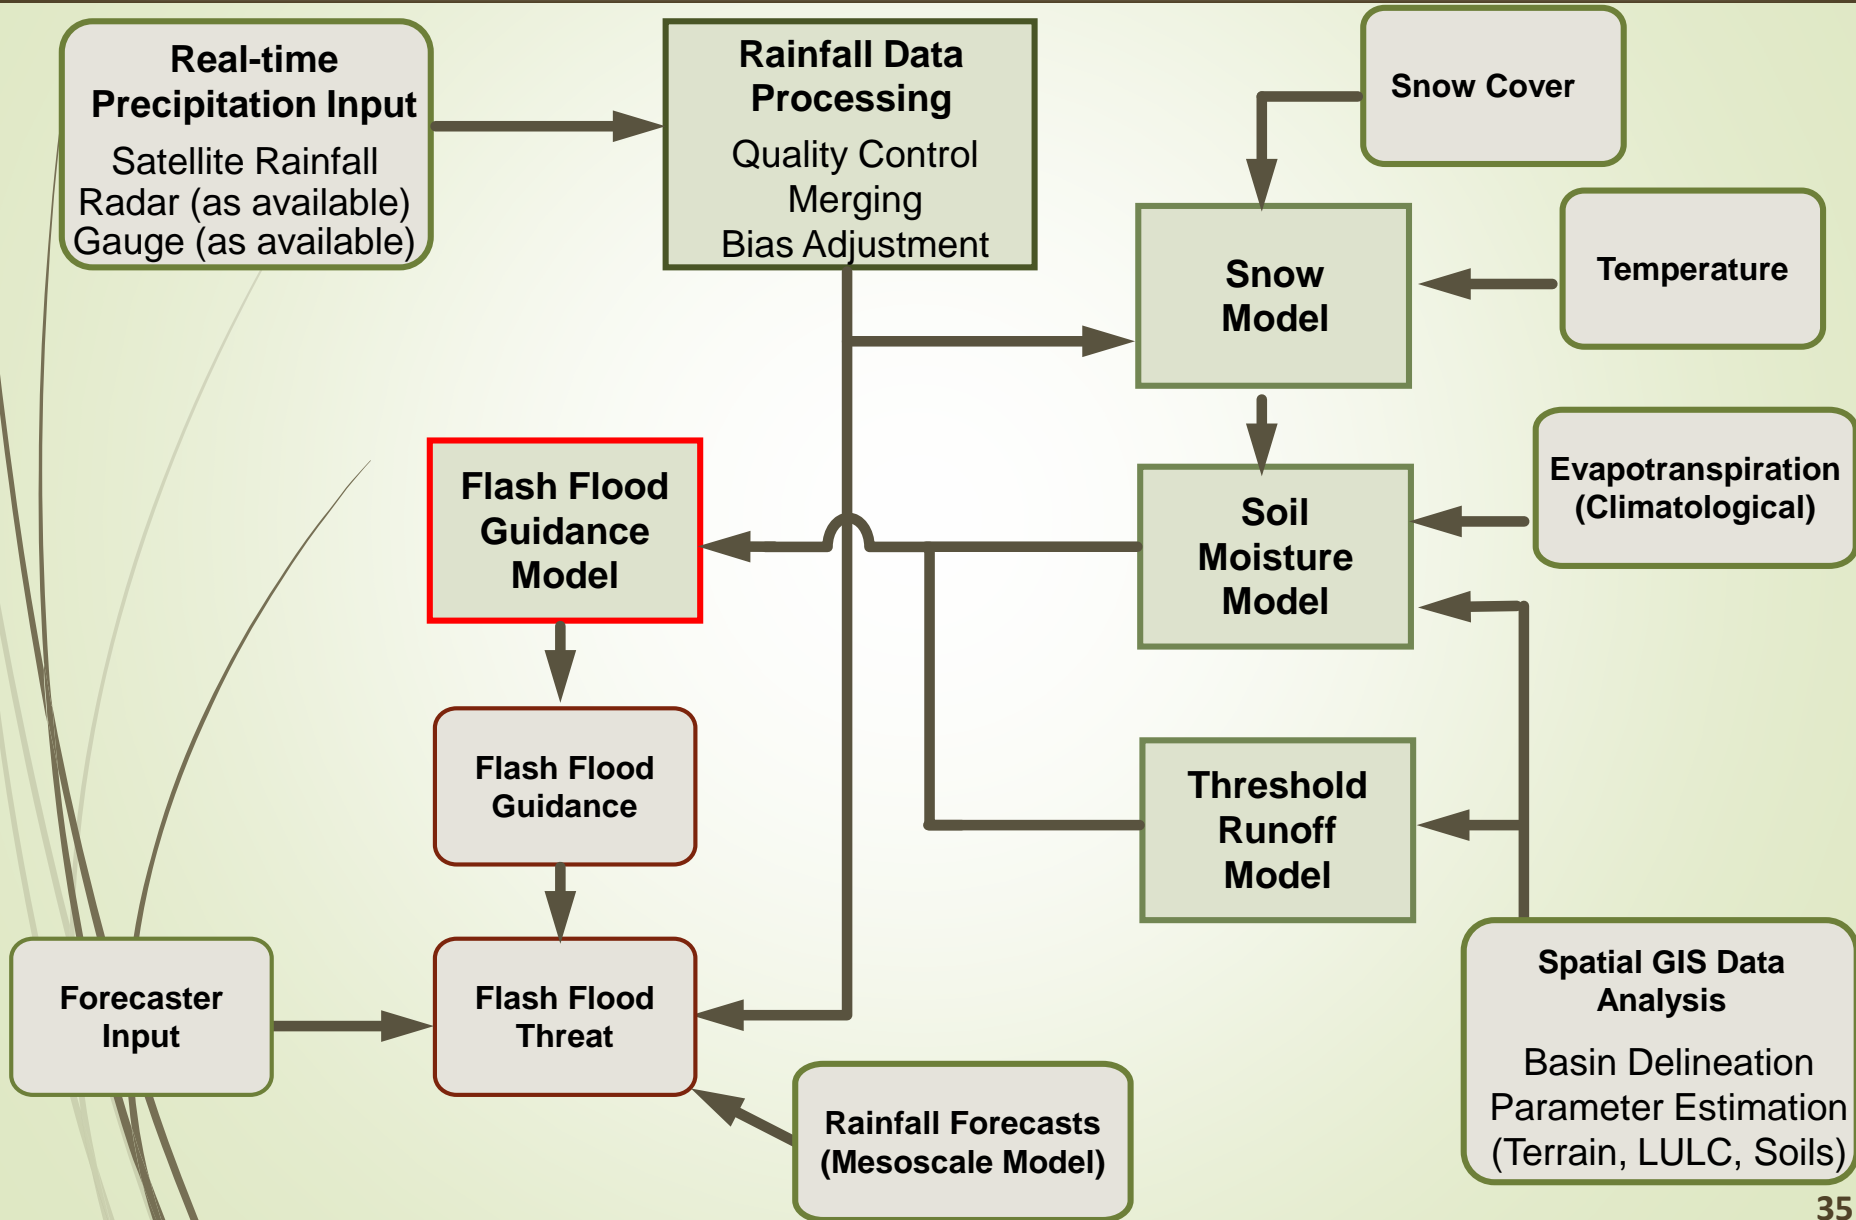 Real-time
Precipitation Input
Satellite Rainfall
Radar (as available)
Gauge (as available)
Rainfall Data
Processing
Quality Control
Merging
Bias Adjustment
Snow Cover
Snow
Model
Temperature
Flash Flood
Guidance
Model
Soil
Moisture
Model
Evapotranspiration
(Climatological)
Flash Flood
Guidance
Threshold
Runoff
Model
Forecaster
Input
Flash Flood
Threat
Rainfall Forecasts
(Mesoscale Model)
Spatial GIS Data
Analysis
Basin Delineation
Parameter Estimation
(Terrain, LULC, Soils)
35